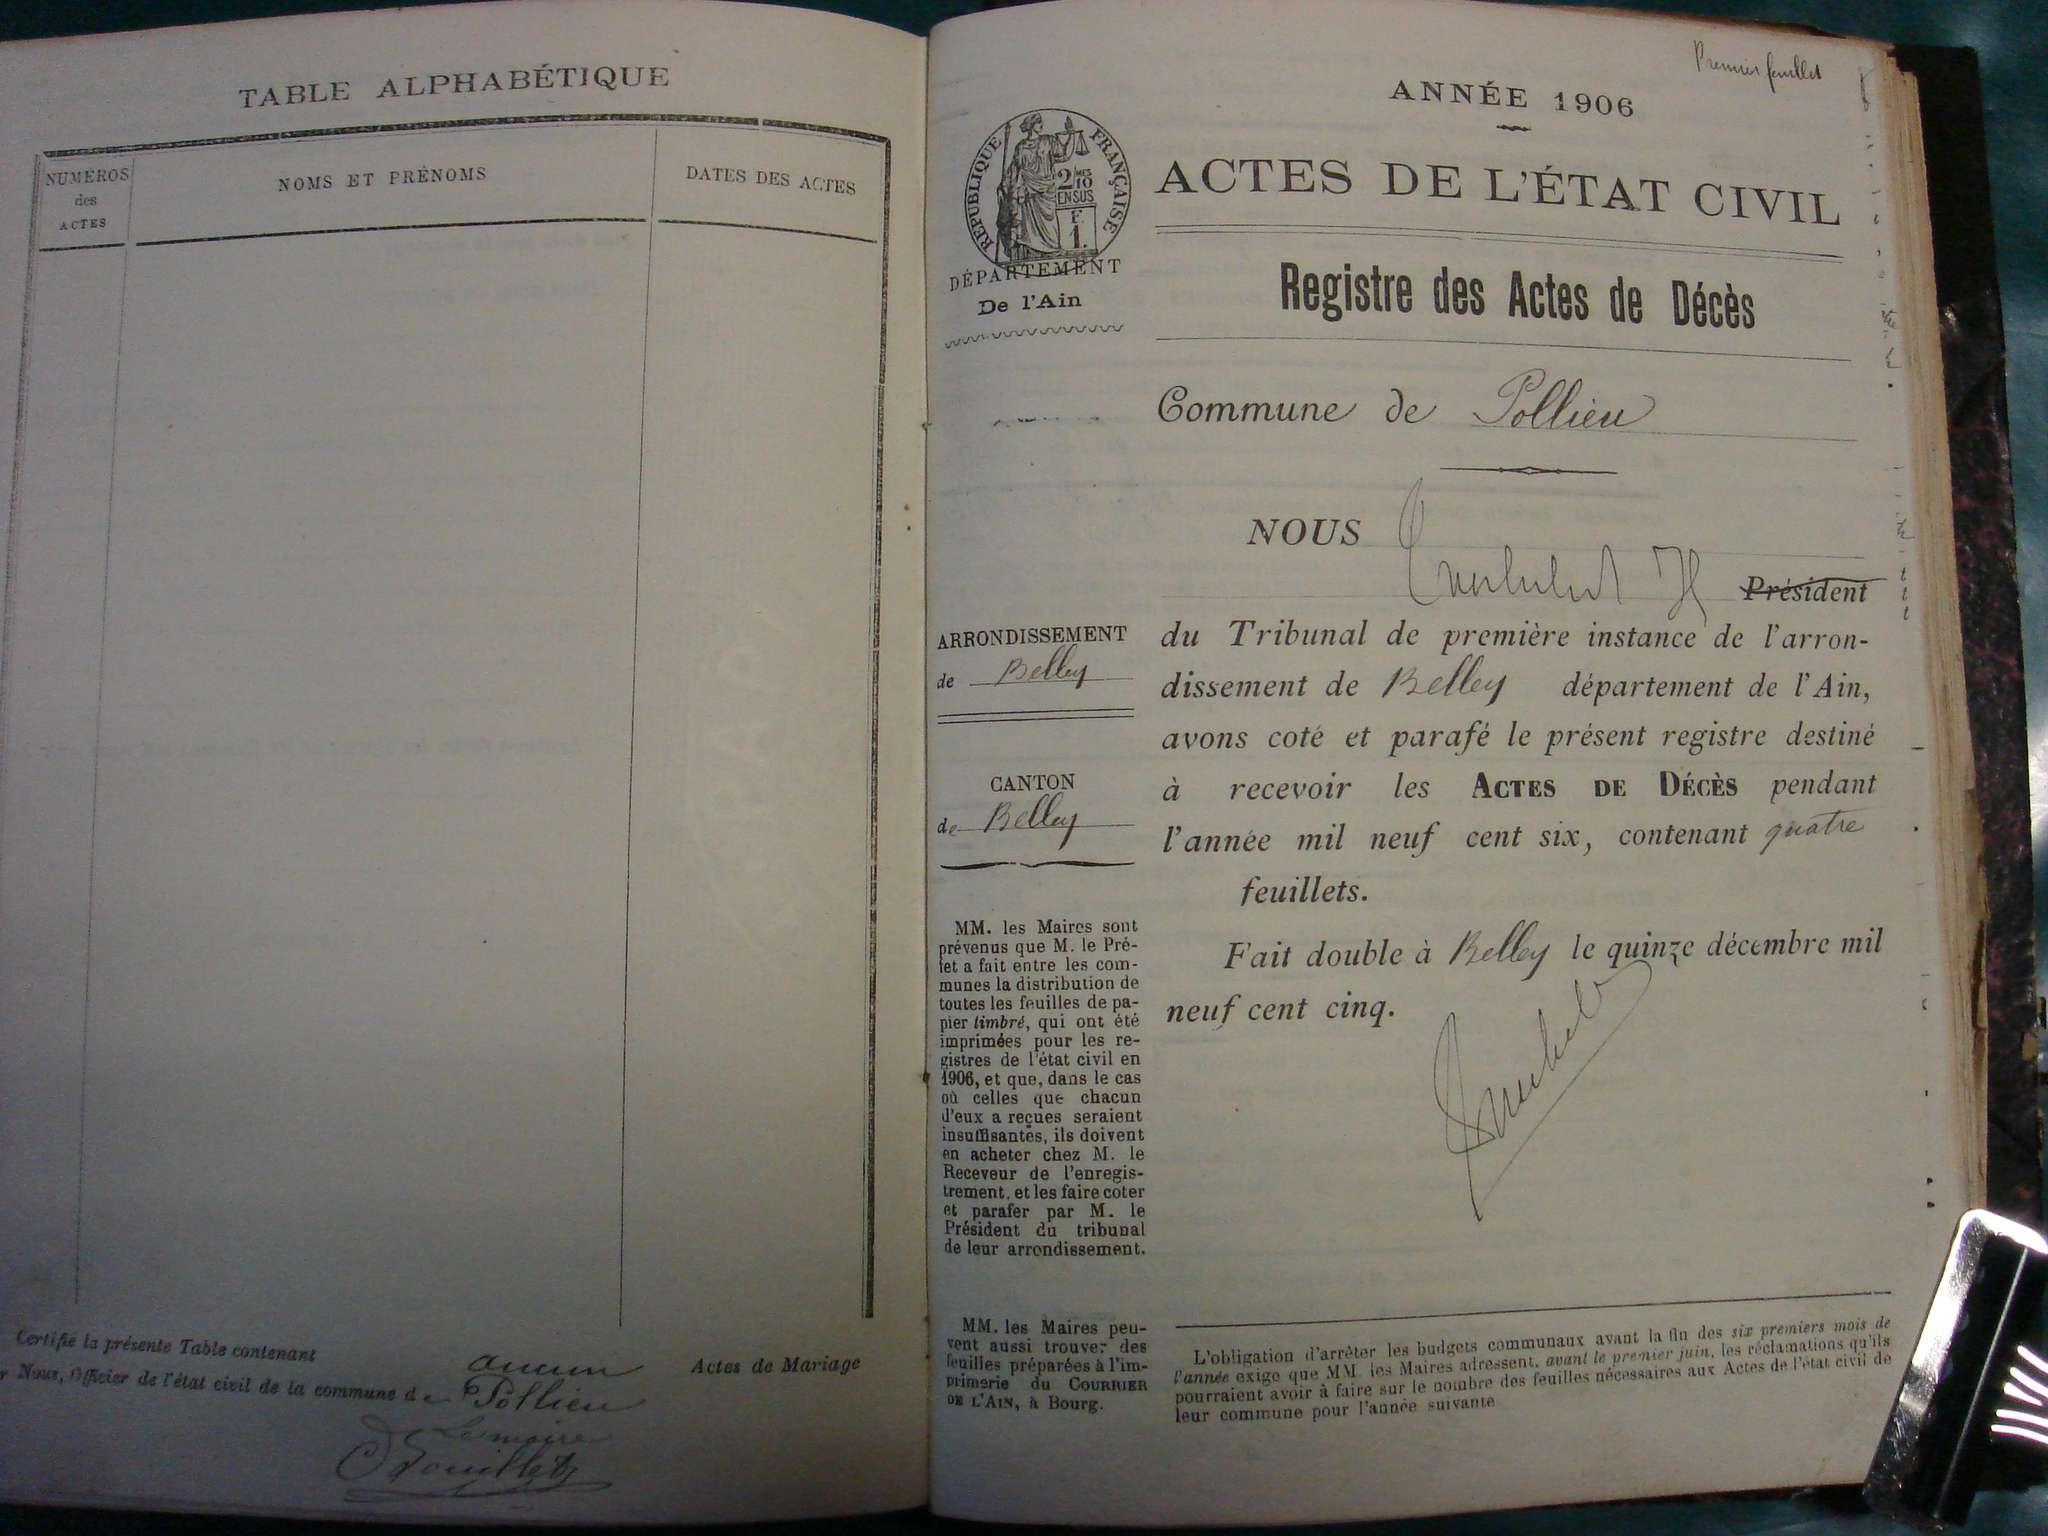 TABLE ALPHABÉTIQUE
NUMÉROS
des
ACTES
NOMS ET PRÉNOMS
DATES DES ACTES
Certifié la présente Table contenant aucun Actes de Mariage
r Nous, Officier de l'état civil de la commune de Pollieu
Le maire
Premier feuillet
ANNÉE 1906
RÉPUBLIQUE FRANÇAISE
2/10 MES
EN SUS
F.
1.
DÉPARTEMENT
De l'Ain
ACTES DE L'ÉTAT CIVIL
Registre des Actes de Décès
Commune de Pollieu
NOUS
Président
du Tribunal de première instance de l'arron-
dissement de Belley département de l'Ain,
avons coté et parafé le présent registre destiné
à recevoir les ACTES DE DÉCÈS pendant
l'année mil neuf cent six, contenant quatre
feuillets.
Fait double à Belley le quinze décembre mil
neuf cent cinq.
ARRONDISSEMENT
de Belley
CANTON
de Belley
MM. les Maires sont
prévenus que M. le Pré-
fet a fait entre les com-
munes la distribution de
toutes les feuilles de pa-
pier timbré, qui ont été
imprimées pour les re-
gistres de l'état civil en
1906, et que, dans le cas
où celles que chacun
d'eux a reçues seraient
insuffisantes, ils doivent
en acheter chez M. le
Receveur de l'enregis-
trement, et les faire coter
et parafer par M. le
Président du tribunal
de leur arrondissement.
MM. les Maires peu-
vent aussi trouver des
feuilles préparées à l'im-
primerie du COURRIER
DE L'AIN, à Bourg.
L'obligation d'arrêter les budgets communaux avant la fin des six premiers mois de
l'année exige que MM. les Maires adressent, avant le premier juin, les réclamations qu'ils
pourraient avoir à faire sur le nombre des feuilles nécessaires aux Actes de l'état civil de
leur commune pour l'année suivante